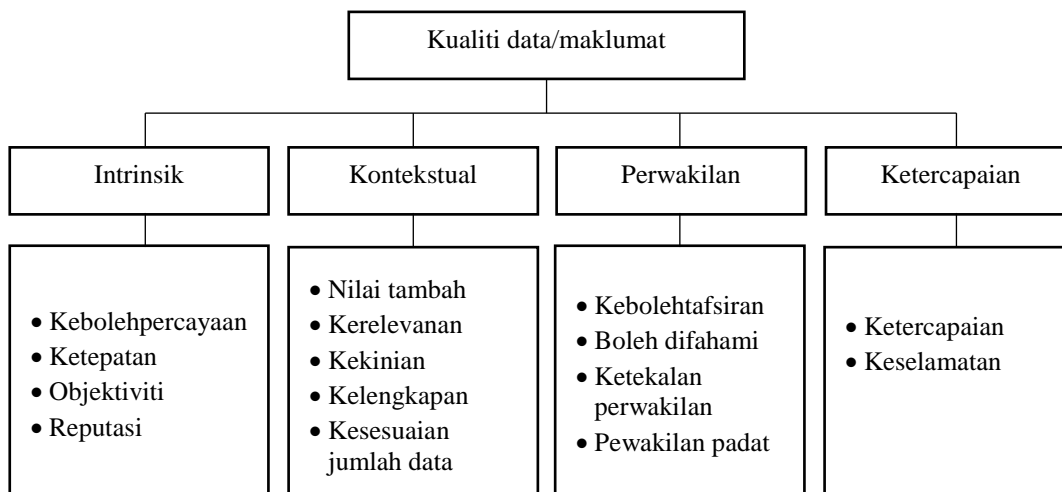 Kualiti data/maklumat
Intrinsik
Kontekstual
Perwakilan
Ketercapaian
• Kebolehpercayaan
• Ketepatan
• Objektiviti
• Reputasi
• Nilai tambah
• Kerelevanan
• Kekinian
• Kelengkapan
• Kesesuaian
jumlah data
• Kebolehtafsiran
• Boleh difahami
• Ketekalan
perwakilan
• Pewakilan padat
• Ketercapaian
• Keselamatan